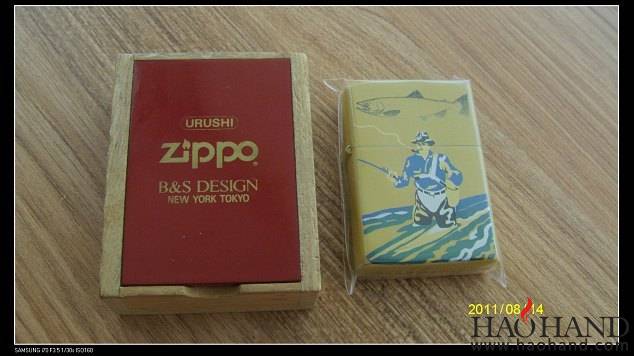 URUSHI
zippo
B&S DESIGN
NEW YORK TOKYO
2011/08/14
HAOHAND
www.haohand.com